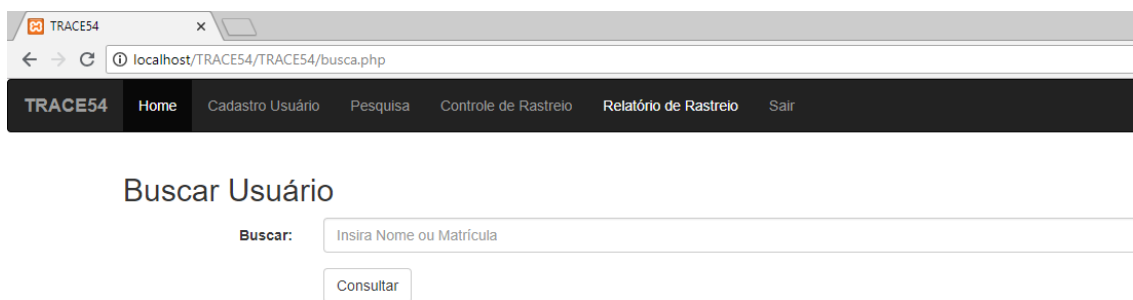 TRACE54
localhost/TRACE54/TRACE54/busca.php
TRACE54 Home Cadastro Usuário Pesquisa Controle de Rastreio Relatório de Rastreio Sair
Buscar Usuário
Buscar: Insira Nome ou Matrícula
Consultar